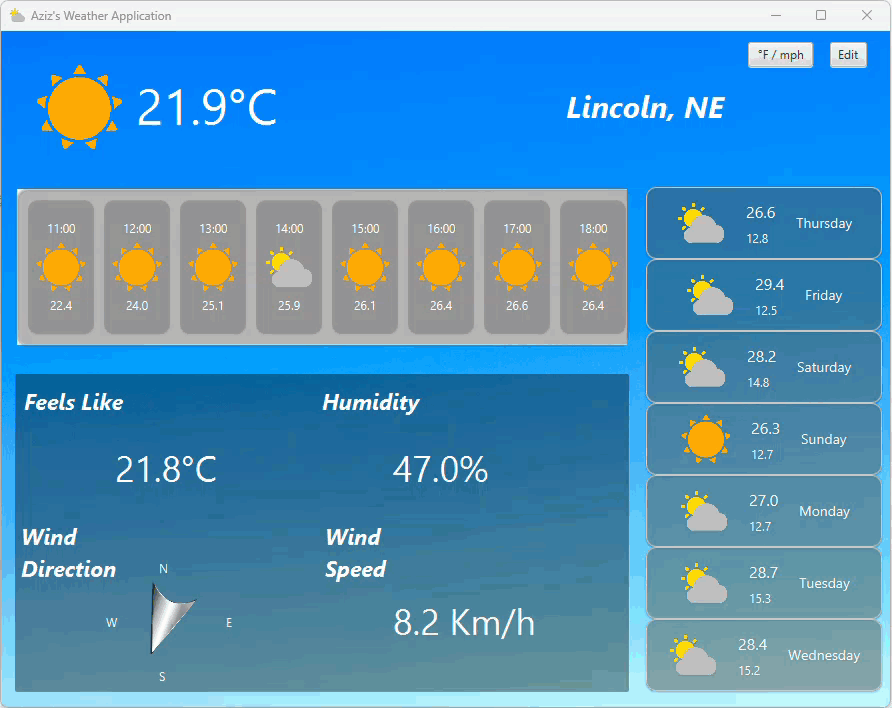 Aziz's Weather Application
°F / mph
Edit
21.9°C
Lincoln, NE
11:00 12:00 13:00 14:00 15:00 16:00 17:00 18:00
22.4 24.0 25.1 25.9 26.1 26.4 26.6 26.4
26.6
12.8
Thursday
29.4
12.5
Friday
28.2
14.8
Saturday
26.3
12.7
Sunday
27.0
12.7
Monday
28.7
15.3
Tuesday
28.4
15.2
Wednesday
Feels Like
21.8°C
Humidity
47.0%
Wind
Direction
N
W E
S
Wind
Speed
8.2 Km/h